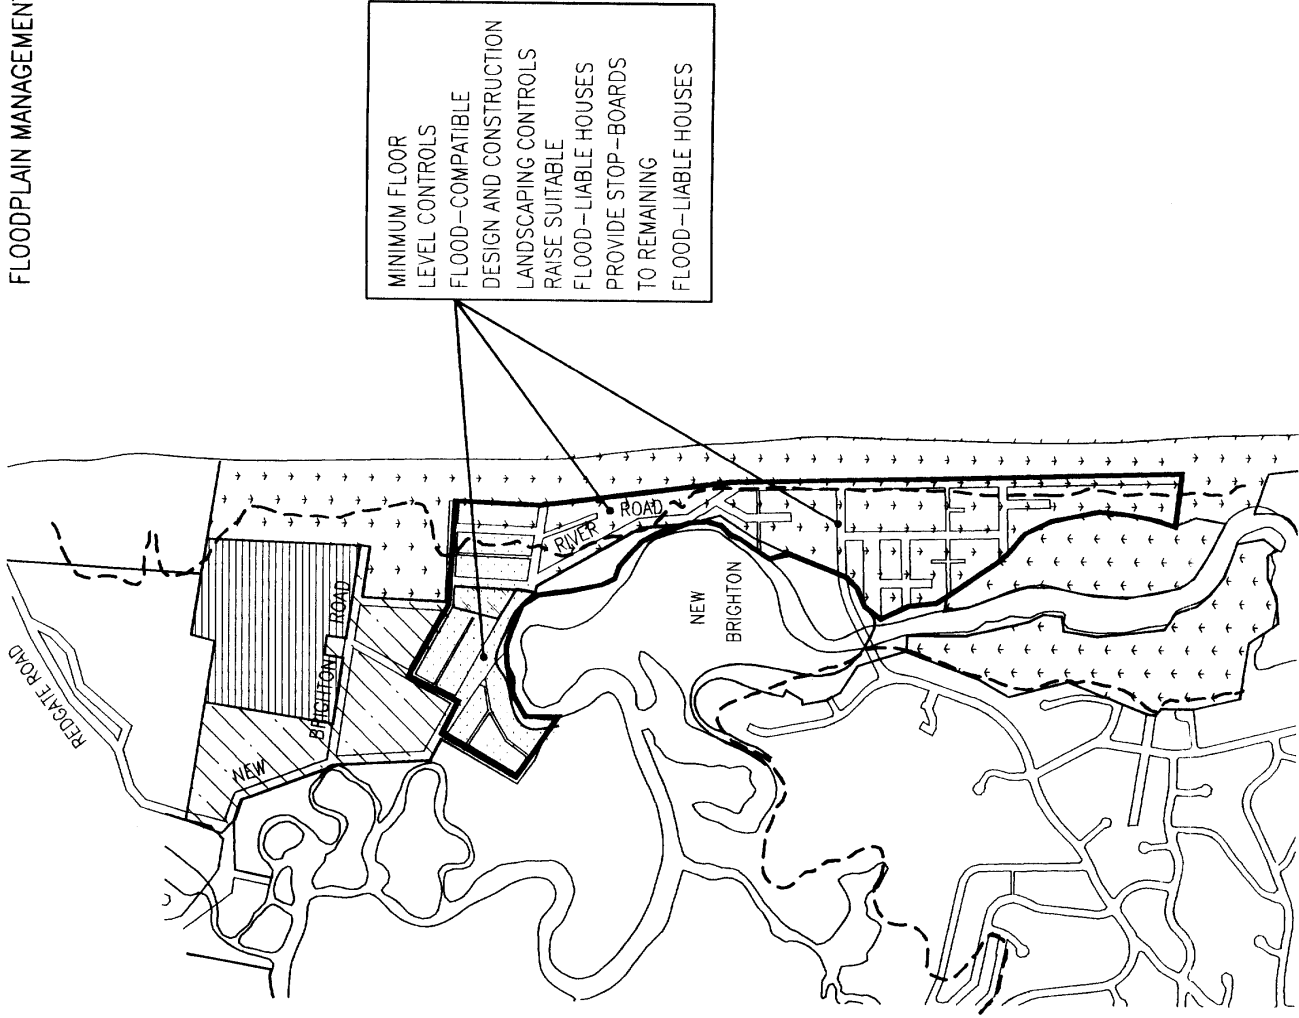 FLOODPLAIN MANAGEMEN
MINIMUM FLOOR
LEVEL CONTROLS
FLOOD-COMPATIBLE
DESIGN AND CONSTRUCTION
LANDSCAPING CONTROLS
RAISE SUITABLE
FLOOD-LIABLE HOUSES
PROVIDE STOP-BOARDS
TO REMAINING
FLOOD-LIABLE HOUSES
REDGATE ROAD
NEW BRIGHTON ROAD
RIVER ROAD
NEW
BRIGHTON